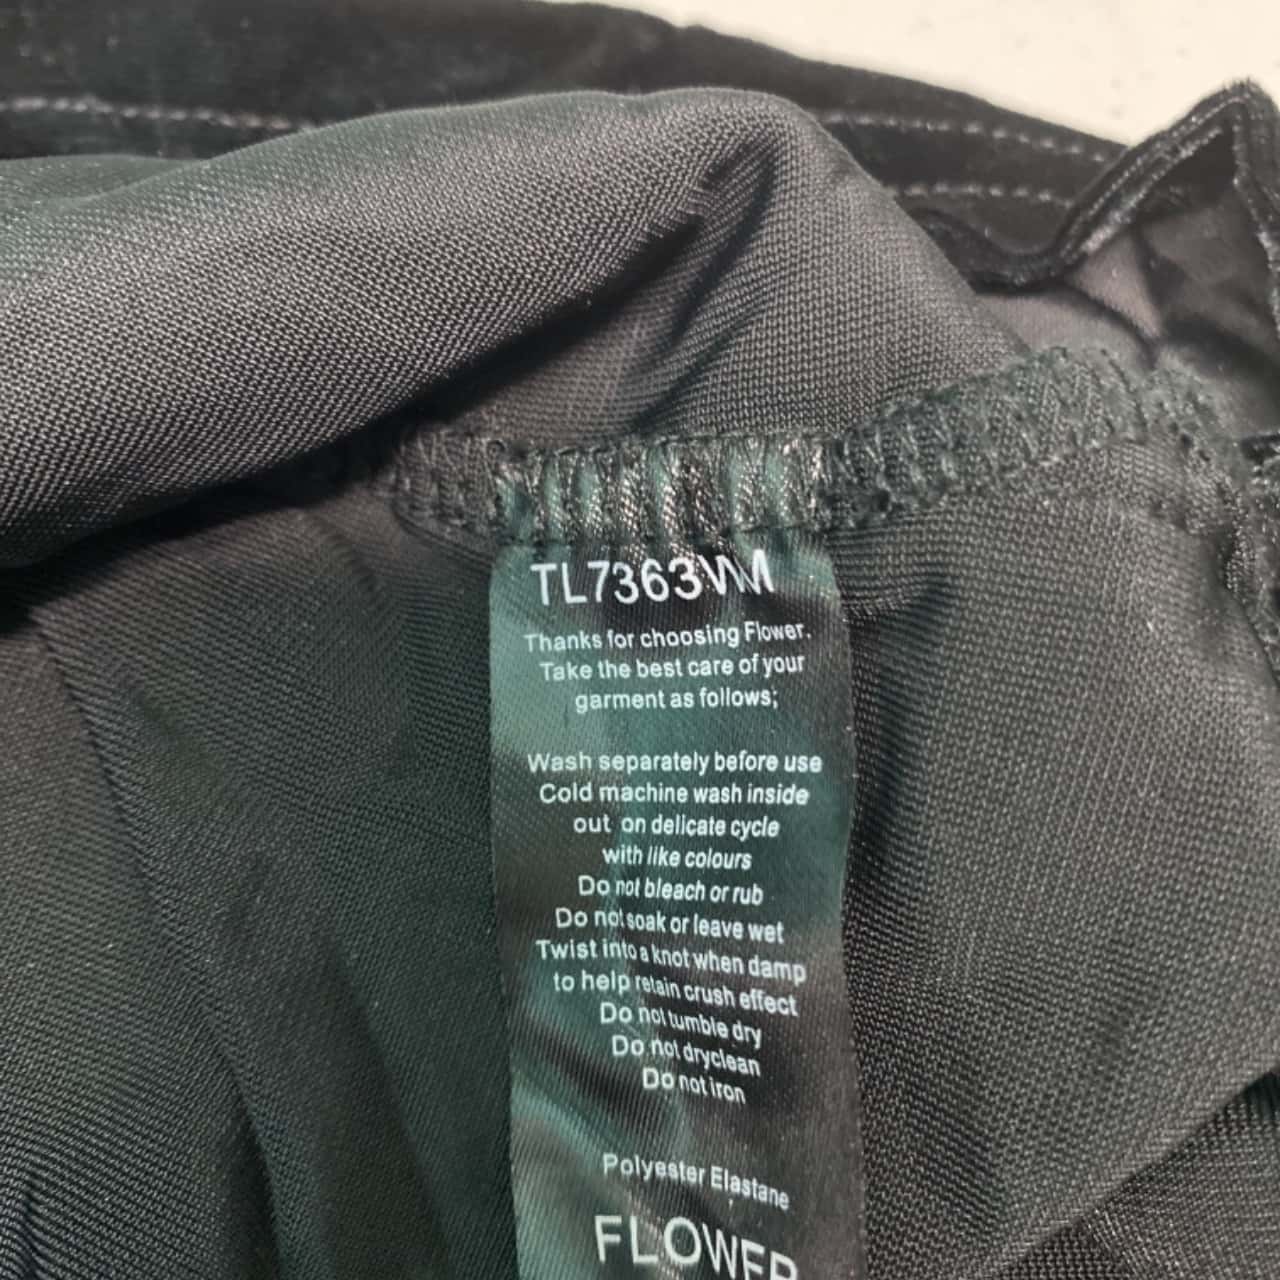 TL7363VM
Thanks for choosing Flower.
Take the best care of your
garment as follows;
Wash separately before use
Cold machine wash inside
out on delicate cycle
with like colours
Do not bleach or rub
Do not soak or leave wet
Twist into a knot when damp
to help retain crush effect
Do not tumble dry
Do not dryclean
Do not iron
Polyester Elastane
FLOWER